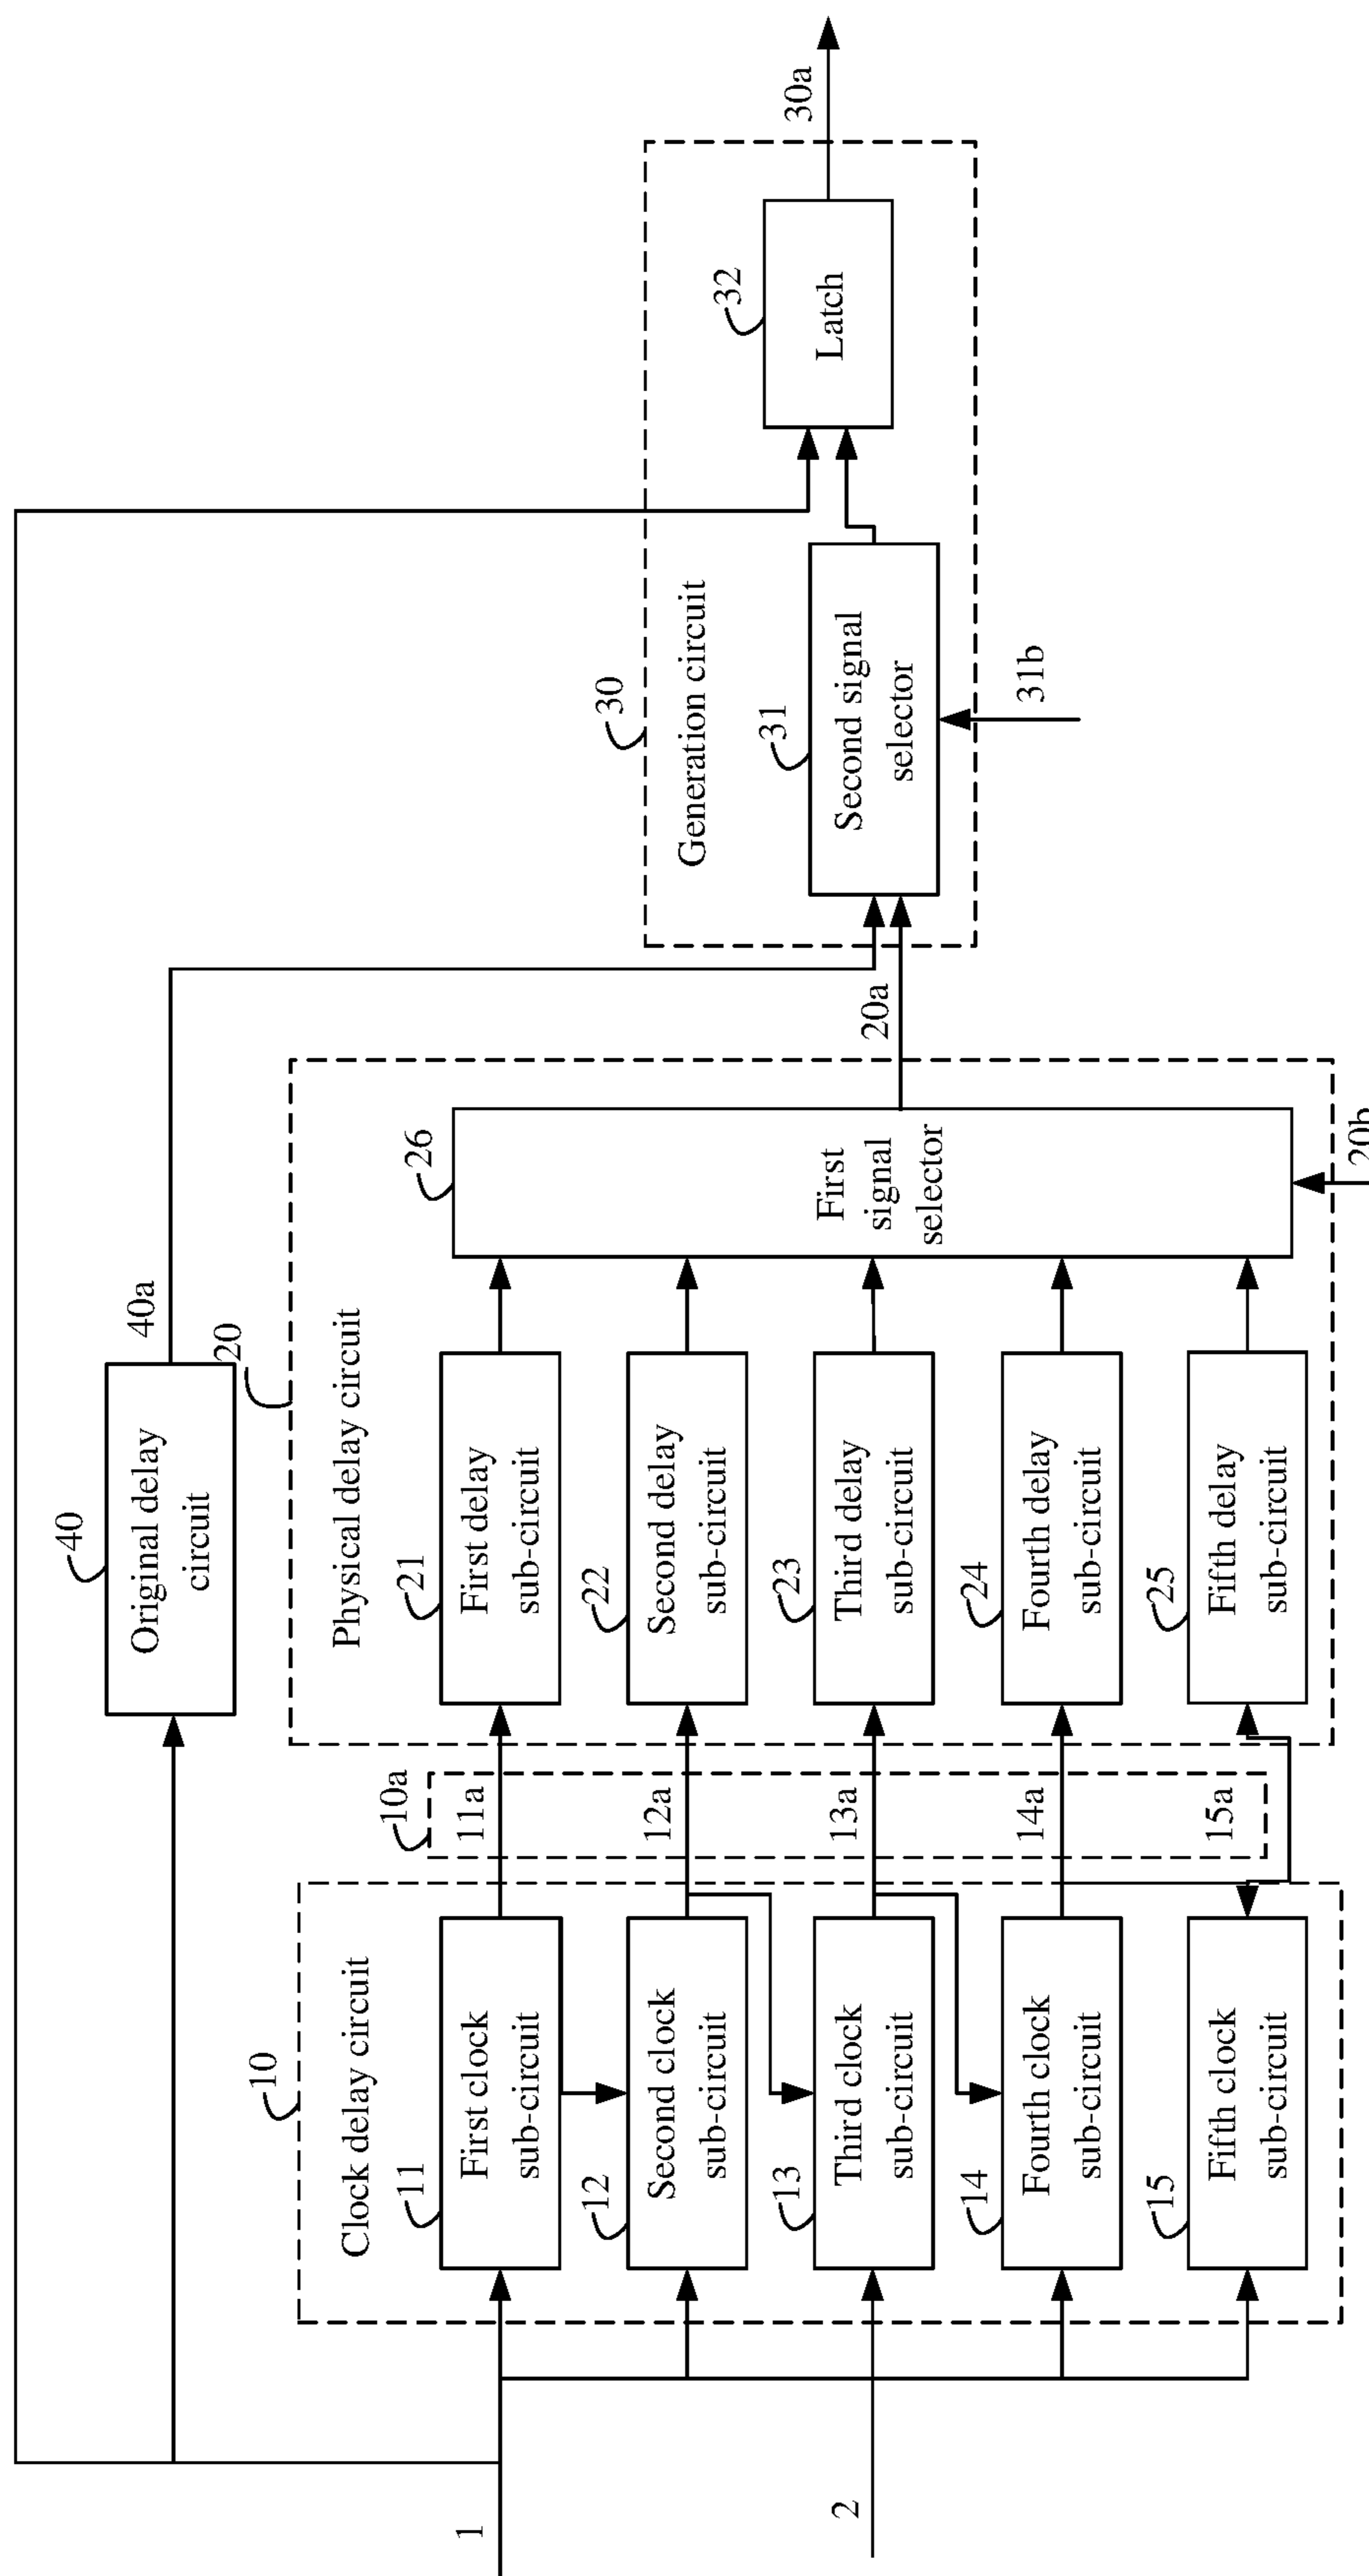 1
2
10
Clock delay circuit
11
First clock
sub-circuit
12
Second clock
sub-circuit
13
Third clock
sub-circuit
14
Fourth clock
sub-circuit
15
Fifth clock
sub-circuit
10a
11a
12a
13a
14a
15a
40
Original delay
circuit
40a
20
Physical delay circuit
21
First delay
sub-circuit
22
Second delay
sub-circuit
23
Third delay
sub-circuit
24
Fourth delay
sub-circuit
25
Fifth delay
sub-circuit
26
First
signal
selector
20b
20a
30
Generation circuit
31
Second signal
selector
31b
32
Latch
30a